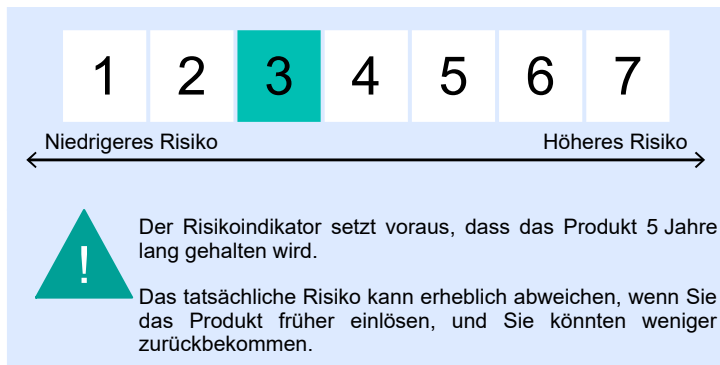 1 2 3 4 5 6 7
Niedrigeres Risiko Höheres Risiko
!
Der Risikoindikator setzt voraus, dass das Produkt 5 Jahre
lang gehalten wird.
Das tatsächliche Risiko kann erheblich abweichen, wenn Sie
das Produkt früher einlösen, und Sie könnten weniger
zurückbekommen.